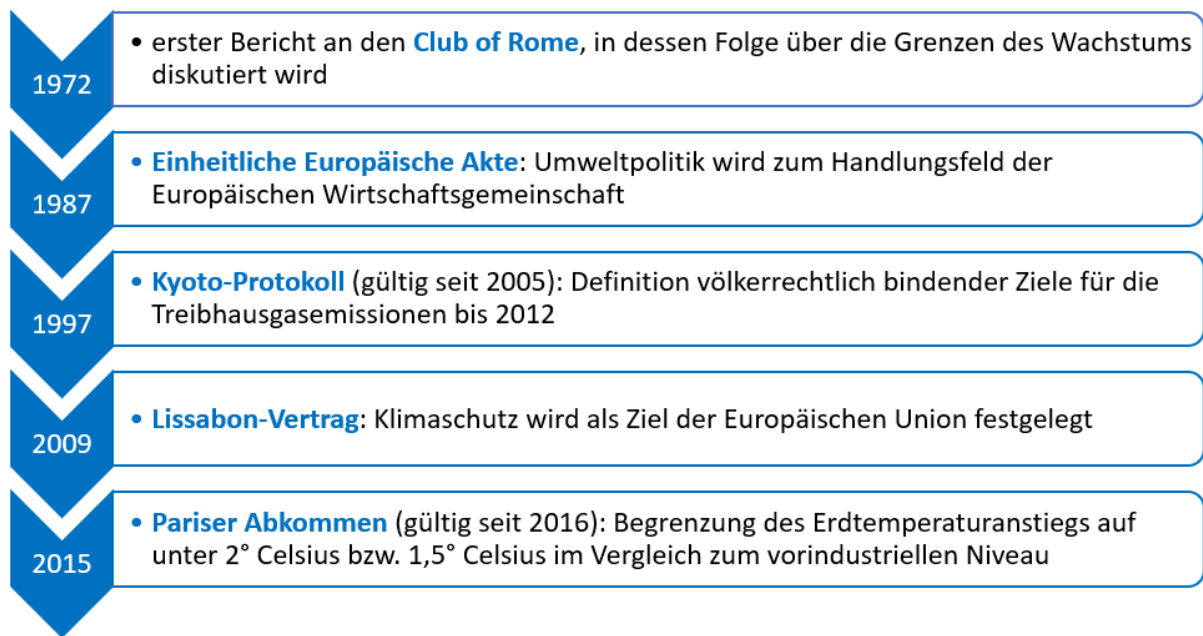 1972
• erster Bericht an den Club of Rome, in dessen Folge über die Grenzen des Wachstums
diskutiert wird
1987
• Einheitliche Europäische Akte: Umweltpolitik wird zum Handlungsfeld der
Europäischen Wirtschaftsgemeinschaft
1997
• Kyoto-Protokoll (gültig seit 2005): Definition völkerrechtlich bindender Ziele für die
Treibhausgasemissionen bis 2012
2009
• Lissabon-Vertrag: Klimaschutz wird als Ziel der Europäischen Union festgelegt
2015
• Pariser Abkommen (gültig seit 2016): Begrenzung des Erdtemperaturanstiegs auf
unter 2° Celsius bzw. 1,5° Celsius im Vergleich zum vorindustriellen Niveau